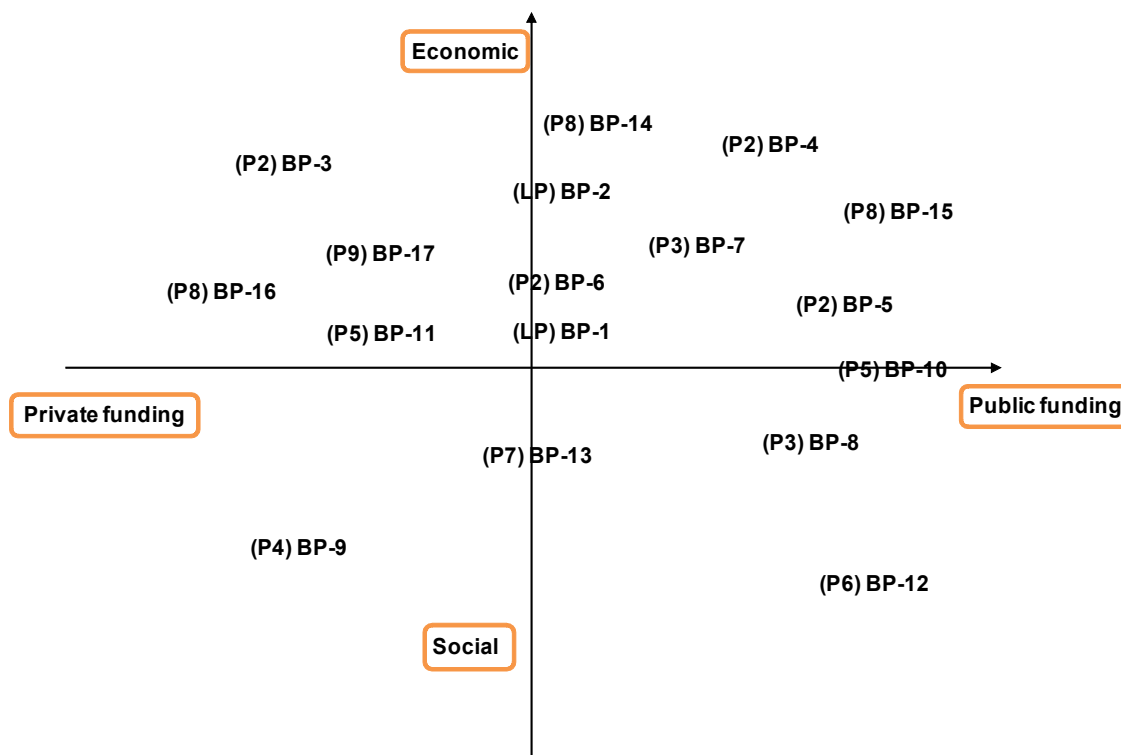 Economic
(P8) BP-14
(P2) BP-4
(P2) BP-3
(LP) BP-2
(P8) BP-15
(P3) BP-7
(P9) BP-17
(P2) BP-6
(P8) BP-16
(P2) BP-5
(P5) BP-11
(LP) BP-1
(P5) BP-10
Private funding
Public funding
(P3) BP-8
(P7) BP-13
(P4) BP-9
(P6) BP-12
Social